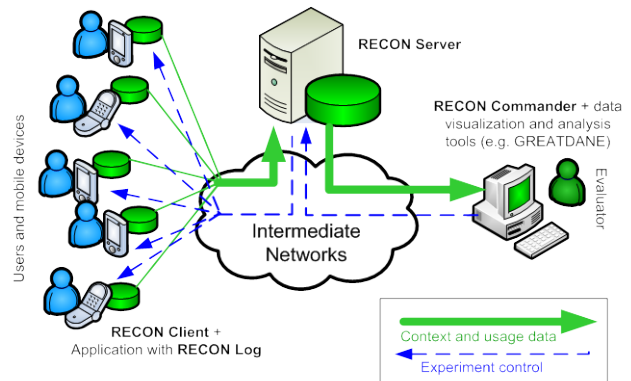 RECON Server
RECON Commander + data
visualization and analysis
tools (e.g. GREATDANE)
Users and mobile devices
Evaluator
Intermediate
Networks
RECON Client +
Application with RECON Log
Context and usage data
Experiment control